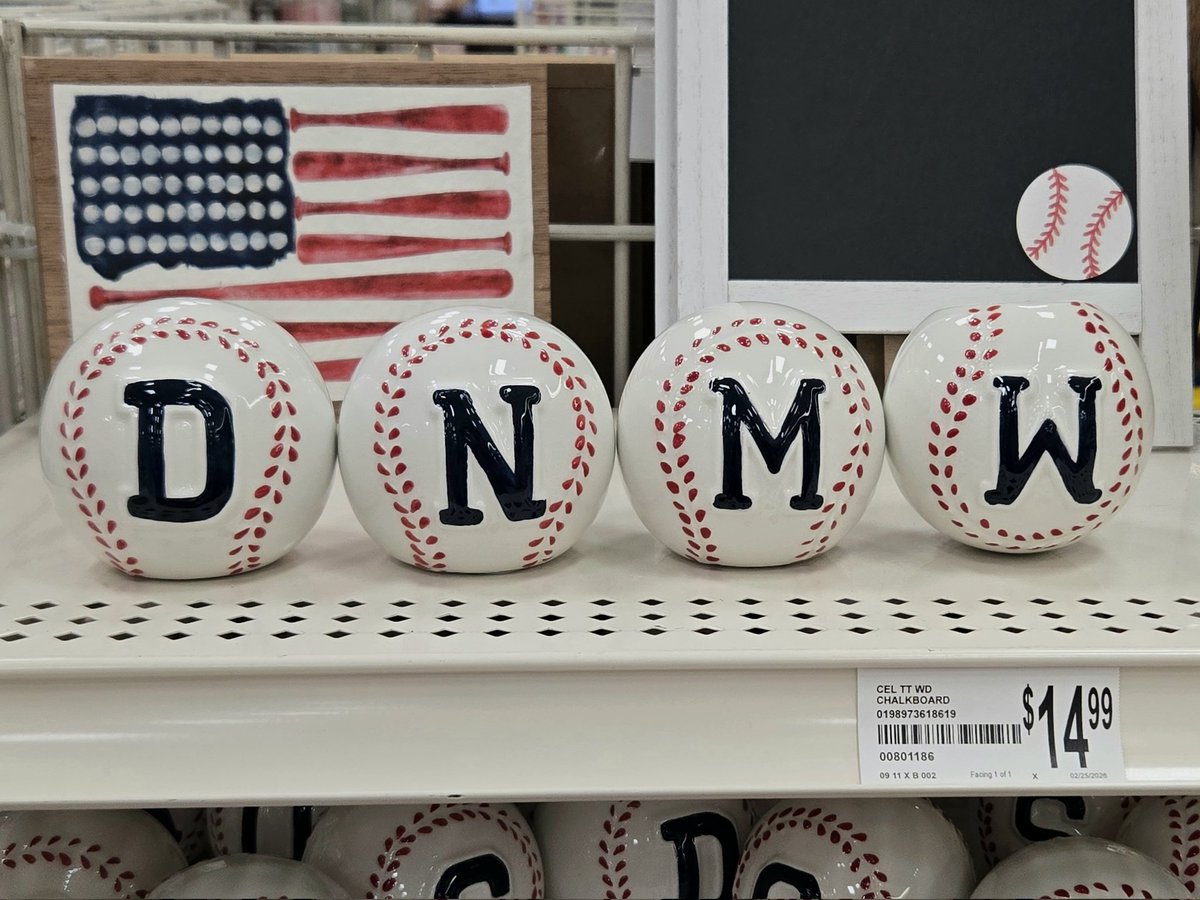 D N M W
CEL TT WD
CHALKBOARD
0198973618619
$14.99
00801186
09 11 X B 002 Facing 1 of 1 X 02/25/2026